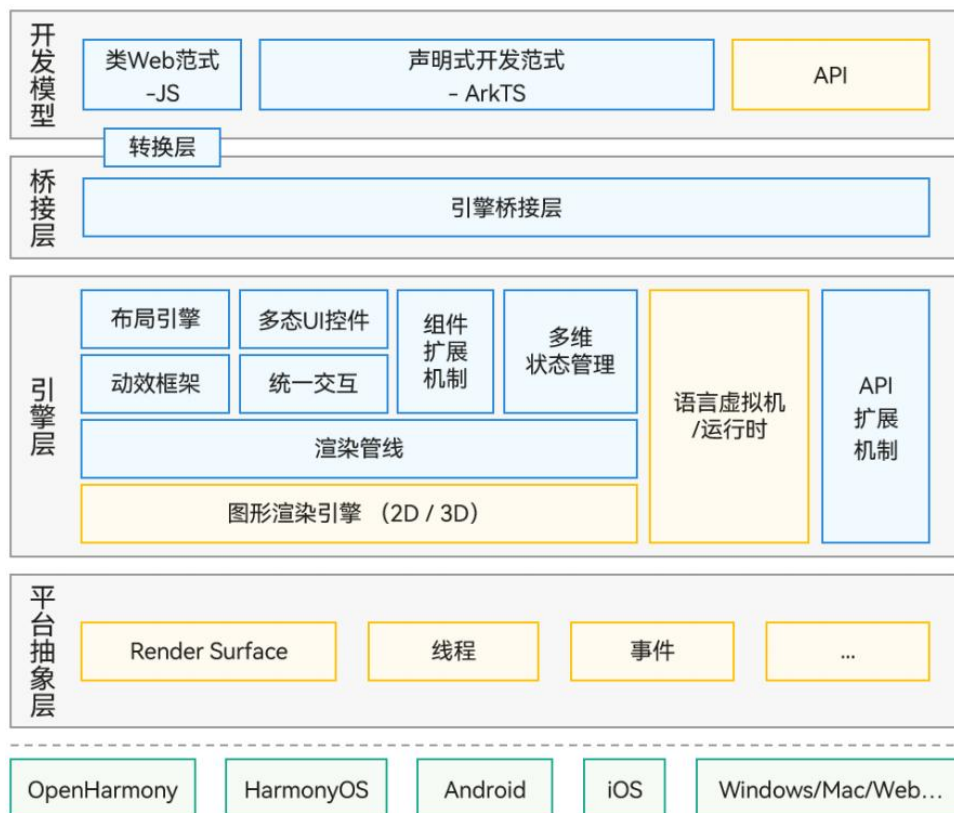 开发模型
类Web范式
-JS
声明式开发范式
- ArkTS
API
转换层
桥接层
引擎桥接层
引擎层
布局引擎
多态UI控件
组件
扩展
机制
多维
状态管理
动效框架
统一交互
语言虚拟机
/运行时
API
扩展
机制
渲染管线
图形渲染引擎 （2D / 3D）
平台抽象层
Render Surface
线程
事件
...
OpenHarmony
HarmonyOS
Android
iOS
Windows/Mac/Web...